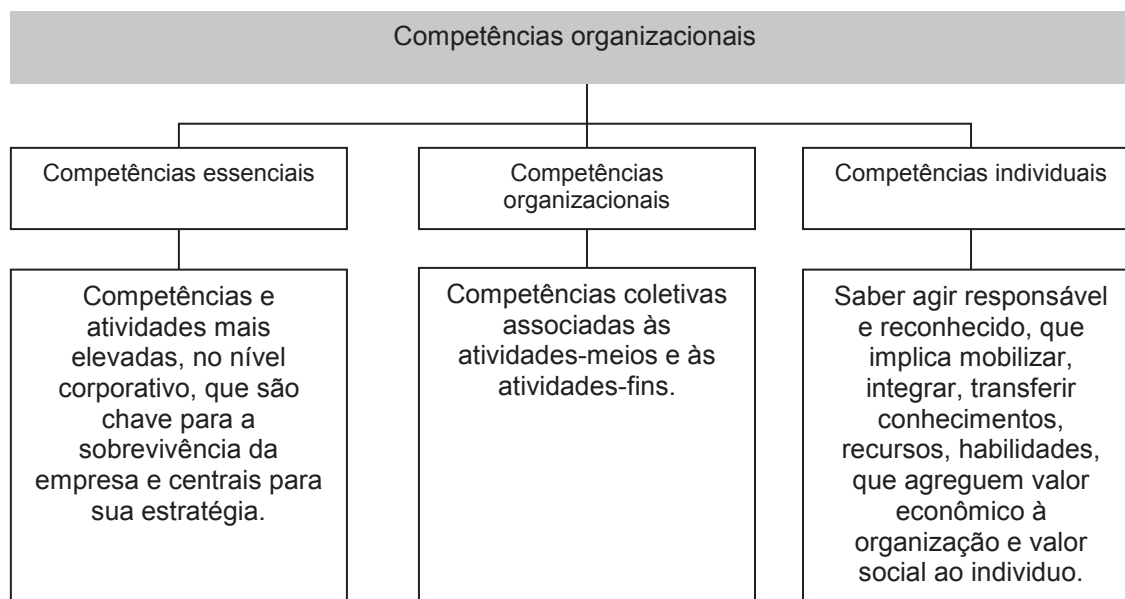 Competências organizacionais
Competências essenciais
Competências
organizacionais
Competências individuais
Competências e
atividades mais
elevadas, no nível
corporativo, que são
chave para a
sobrevivência da
empresa e centrais para
sua estratégia.
Competências coletivas
associadas às
atividades-meios e às
atividades-fins.
Saber agir responsável
e reconhecido, que
implica mobilizar,
integrar, transferir
conhecimentos,
recursos, habilidades,
que agreguem valor
econômico à
organização e valor
social ao individuo.